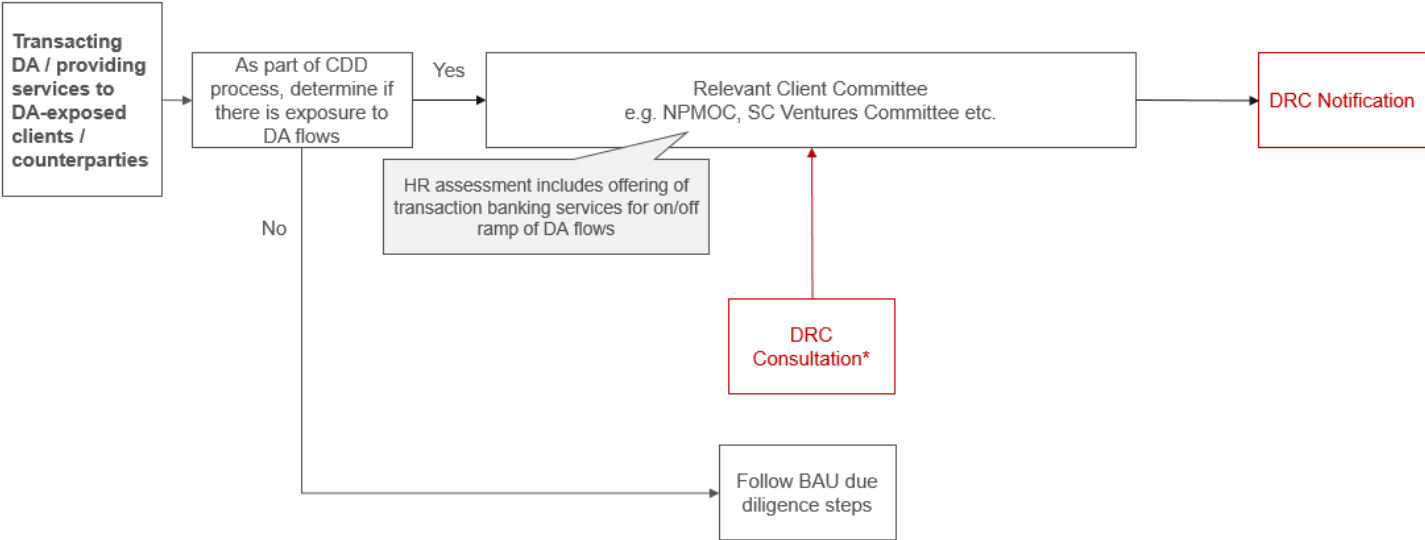 Transacting
DA / providing
services to
DA-exposed
clients /
counterparties
As part of CDD
process, determine if
there is exposure to
DA flows
Yes
Relevant Client Committee
e.g. NPMOC, SC Ventures Committee etc.
DRC Notification
HR assessment includes offering of
transaction banking services for on/off
ramp of DA flows
No
DRC
Consultation*
Follow BAU due
diligence steps